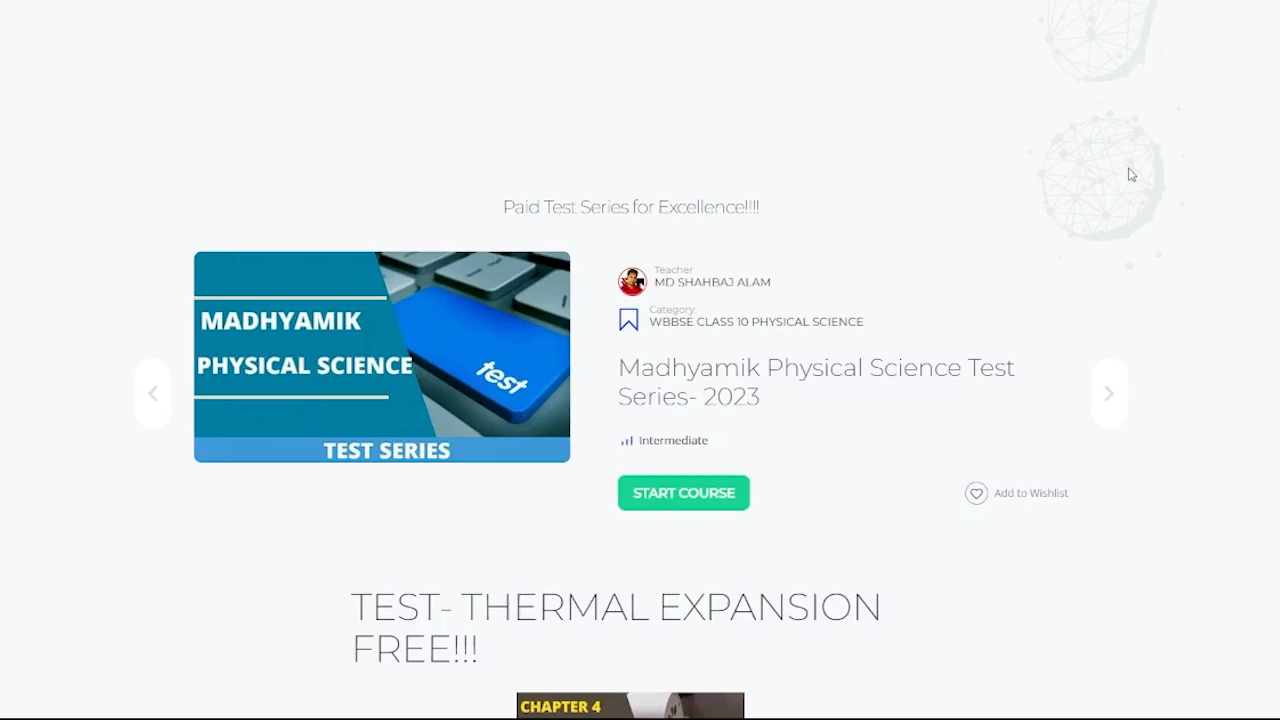 Paid Test Series for Excellence!!!!
MADHYAMIK
PHYSICAL SCIENCE
test
TEST SERIES
Teacher
MD SHAHBAJ ALAM
Category:
WBBSE CLASS 10 PHYSICAL SCIENCE
Madhyamik Physical Science Test
Series- 2023
Intermediate
START COURSE
Add to Wishlist
TEST- THERMAL EXPANSION
FREE!!!
CHAPTER 4